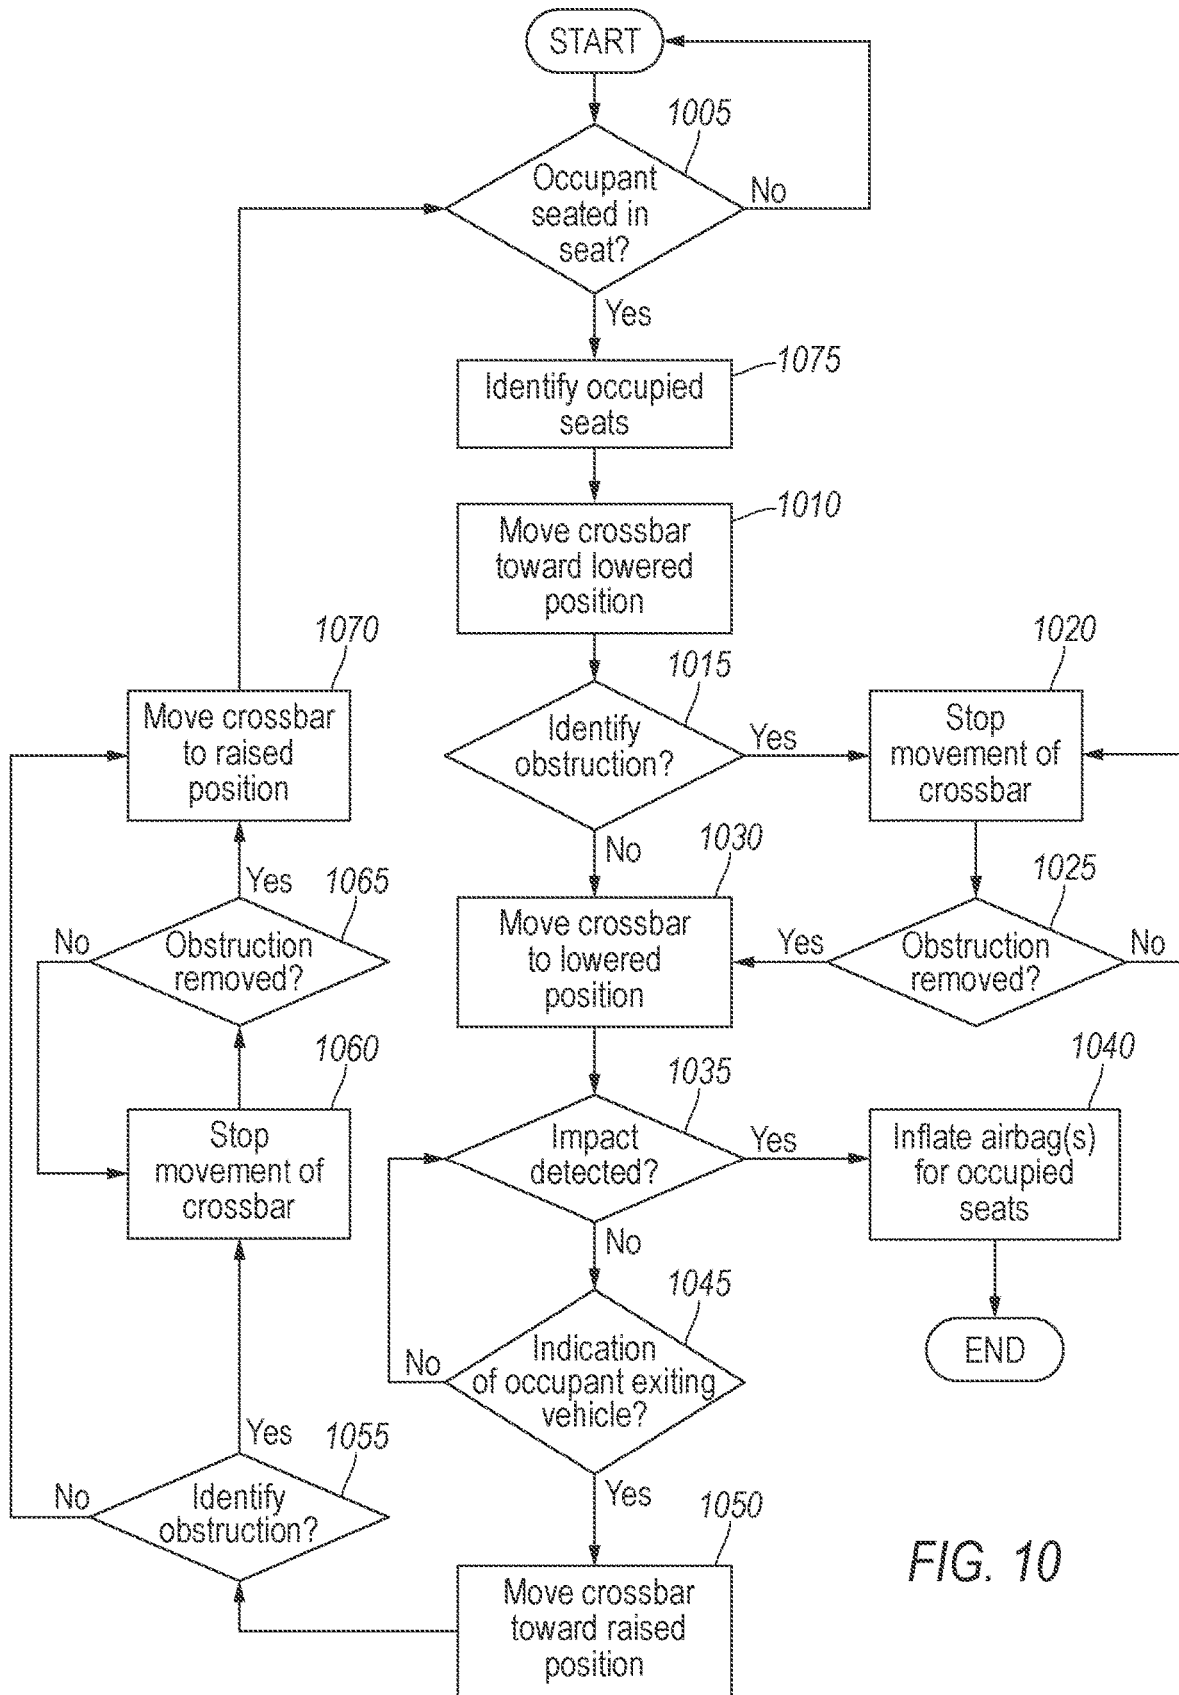 START
1005
Occupant
seated in
seat?
No
Yes
1075
Identify occupied
seats
1010
Move crossbar
toward lowered
position
1015
Identify
obstruction?
Yes
No
1020
Stop
movement of
crossbar
1025
Obstruction
removed?
Yes
No
1030
Move crossbar
to lowered
position
1035
Impact
detected?
Yes
No
1040
Inflate airbag(s)
for occupied
seats
END
1045
Indication
of occupant exiting
vehicle?
No
Yes
1050
Move crossbar
toward raised
position
1055
Identify
obstruction?
No
Yes
1060
Stop
movement of
crossbar
1065
Obstruction
removed?
No
Yes
1070
Move crossbar
to raised
position
FIG. 10